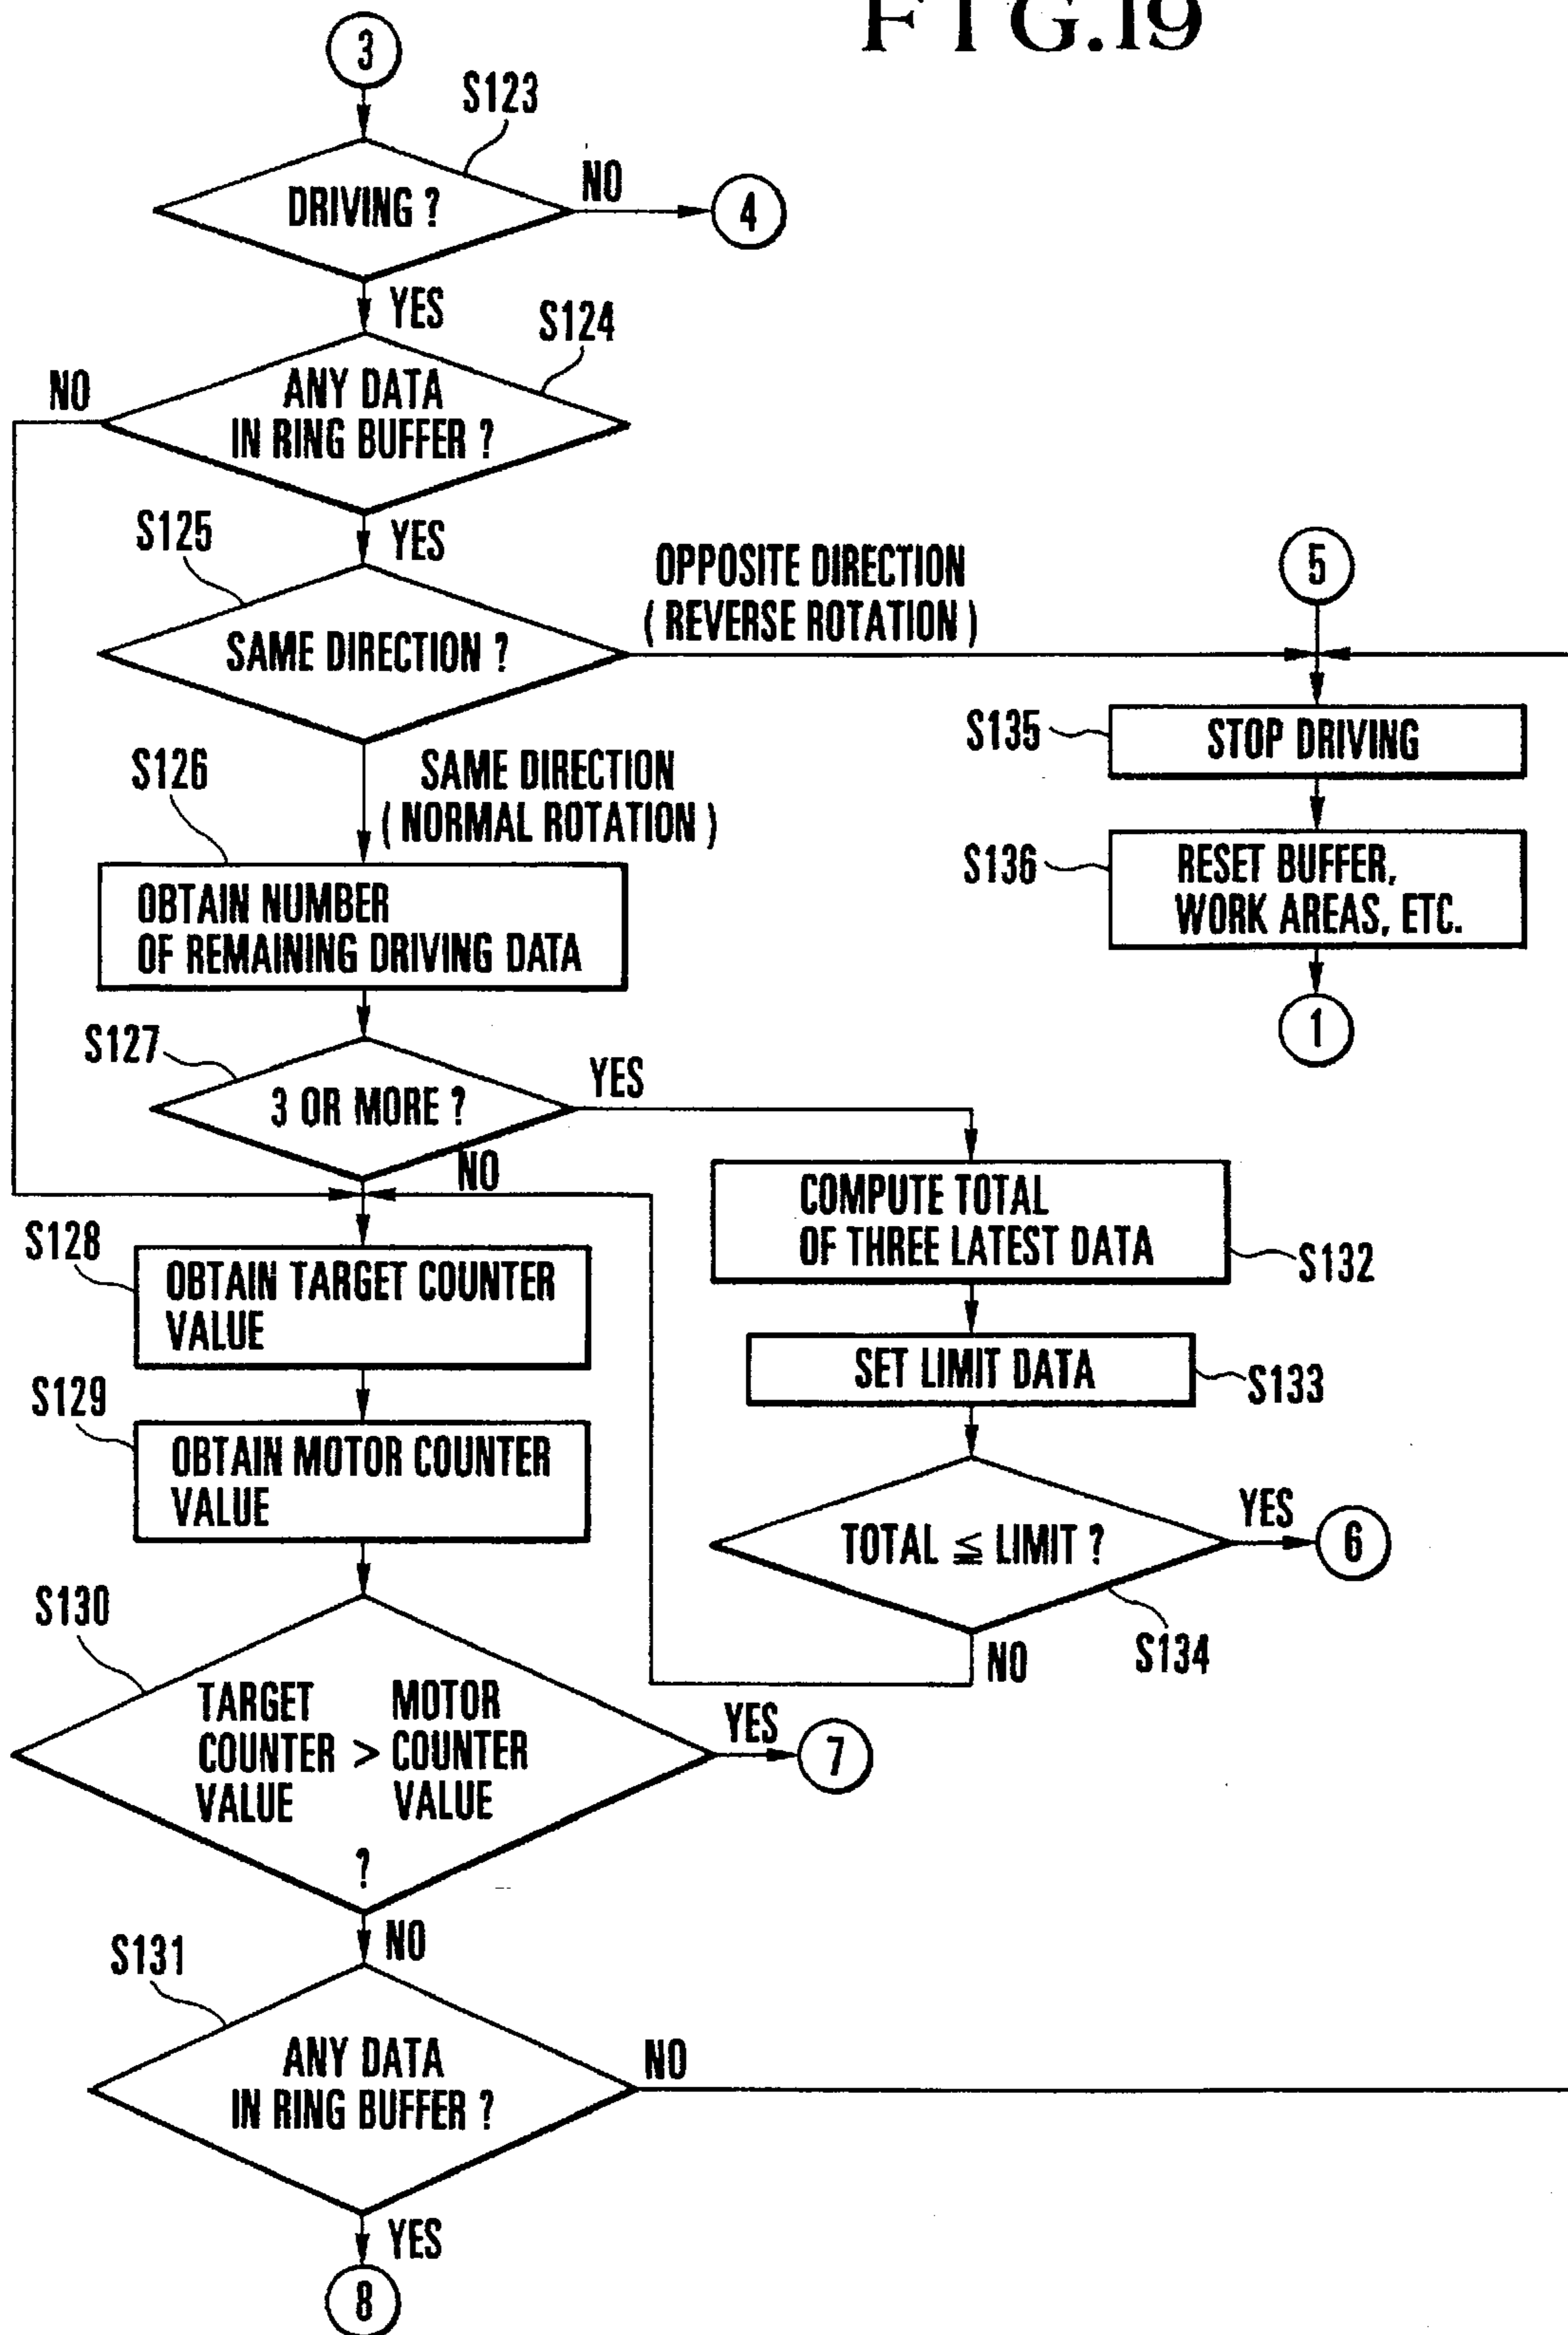 FIG.19
3
S123
DRIVING ?
NO
4
YES
S124
NO
ANY DATA
IN RING BUFFER ?
S125
YES
OPPOSITE DIRECTION
( REVERSE ROTATION )
5
SAME DIRECTION ?
S135
STOP DRIVING
S126
SAME DIRECTION
( NORMAL ROTATION )
S136
RESET BUFFER,
WORK AREAS, ETC.
OBTAIN NUMBER
OF REMAINING DRIVING DATA
1
S127
3 OR MORE ?
YES
NO
COMPUTE TOTAL
OF THREE LATEST DATA
S132
S128
OBTAIN TARGET COUNTER
VALUE
SET LIMIT DATA
S133
S129
OBTAIN MOTOR COUNTER
VALUE
TOTAL ≦ LIMIT ?
YES
6
S134
NO
S130
TARGET
COUNTER
VALUE
>
MOTOR
COUNTER
VALUE
?
YES
7
NO
S131
ANY DATA
IN RING BUFFER ?
NO
YES
8